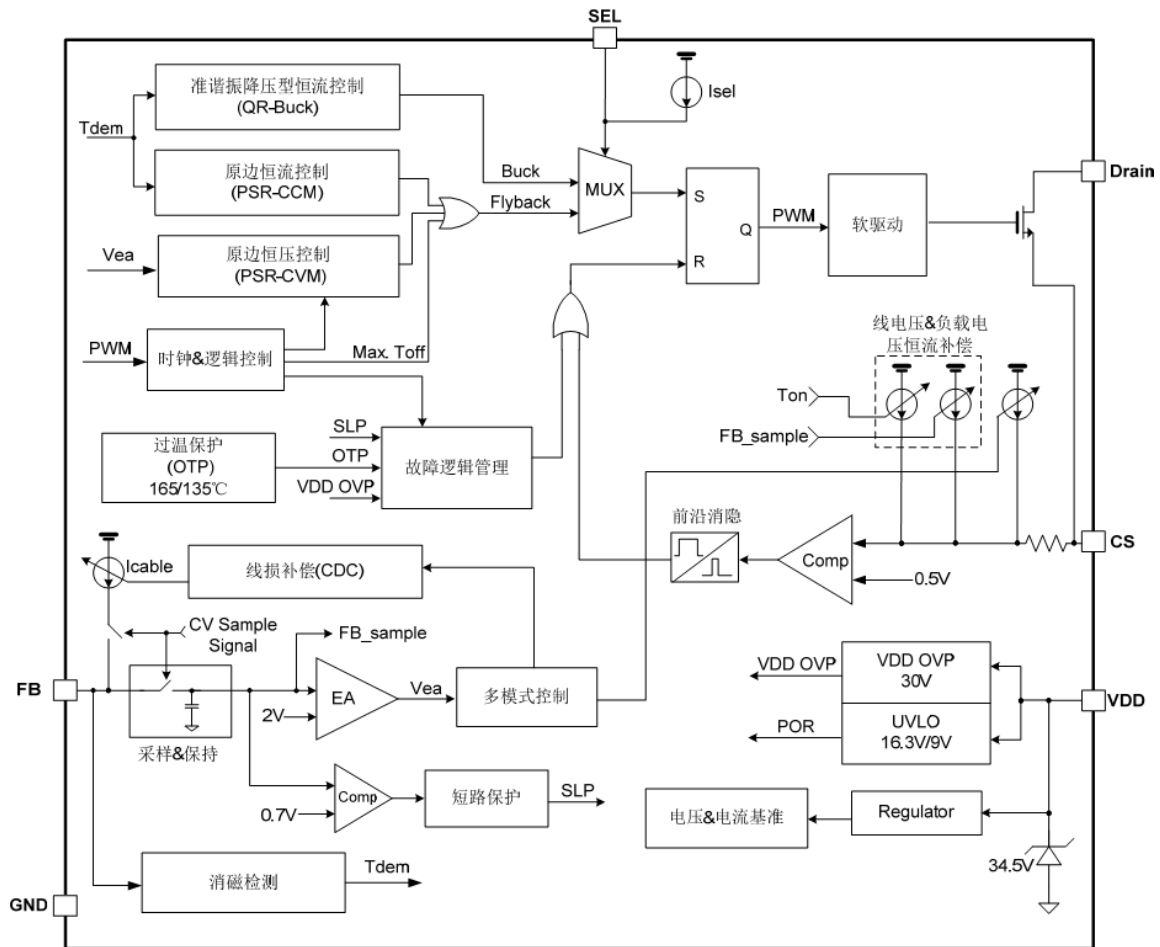 SEL
准谐振降压型恒流控制
(QR-Buck)
Isel
Tdem
原边恒流控制
(PSR-CCM)
Buck
MUX
Flyback
Drain
S
Q
R
PWM
软驱动
Vea
原边恒压控制
(PSR-CVM)
PWM
时钟&逻辑控制
Max. Toff
线电压&负载电
压恒流补偿
Ton
FB_sample
过温保护
(OTP)
165/135℃
SLP
OTP
VDD OVP
故障逻辑管理
前沿消隐
Comp
0.5V
CS
Icable
线损补偿(CDC)
CV Sample
Signal
FB_sample
FB
2V
EA
Vea
多模式控制
采样&保持
VDD OVP
VDD OVP
30V
VDD
POR
UVLO
16.3V/9V
0.7V
Comp
短路保护
SLP
电压&电流基准
Regulator
34.5V
消磁检测
Tdem
GND